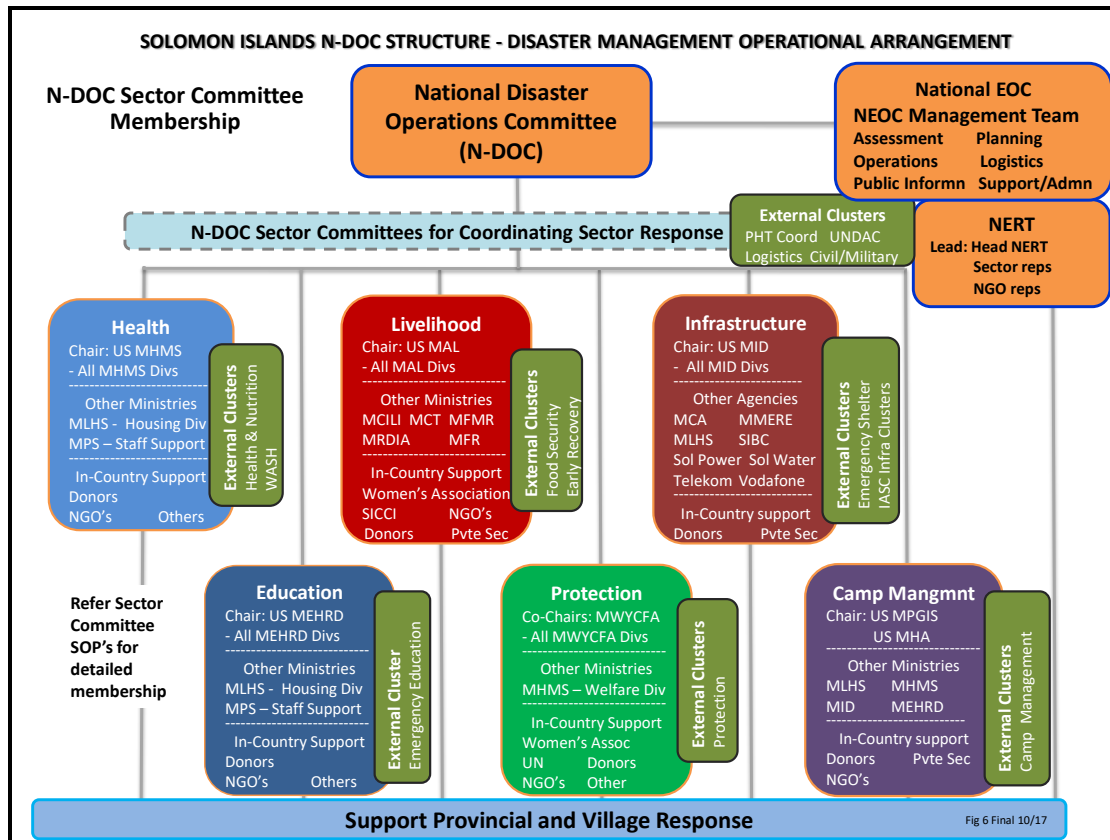 SOLOMON ISLANDS N-DOC STRUCTURE - DISASTER MANAGEMENT OPERATIONAL ARRANGEMENT
N-DOC Sector Committee
Membership
National Disaster
Operations Committee
(N-DOC)
National EOC
NEOC Management Team
Assessment Planning
Operations Logistics
Public Informn Support/Admn
N-DOC Sector Committees for Coordinating Sector Response
External Clusters
PHT Coord UNDAC
Logistics Civil/Military
NERT
Lead: Head NERT
Sector reps
NGO reps
Health
Chair: US MHMS
- All MHMS Divs
Other Ministries
MLHS - Housing Div
MPS – Staff Support
In-Country Support
Donors
NGO's Others
External Clusters
Health & Nutrition
WASH
Livelihood
Chair: US MAL
- All MAL Divs
Other Ministries
MCILI MCT MFMR
MRDIA MFR
In-Country Support
Women's Association
SICCI NGO's
Donors Pvte Sec
External Clusters
Food Security
Early Recovery
Infrastructure
Chair: US MID
- All MID Divs
Other Agencies
MCA MMERE
MLHS SIBC
Sol Power Sol Water
Telekom Vodafone
In-Country support
Donors Pvte Sec
External Clusters
Emergency Shelter
IASC Infra Clusters
Refer Sector
Committee
SOP's for
detailed
membership
Education
Chair: US MEHRD
- All MEHRD Divs
Other Ministries
MLHS - Housing Div
MPS – Staff Support
In-Country Support
Donors
NGO's Others
External Cluster
Emergency Education
Protection
Co-Chairs: MWYCFA
- All MWYCFA Divs
Other Ministries
MHMS – Welfare Div
In-Country Support
Women's Assoc
UN Donors
NGO's Other
External Clusters
Protection
Camp Mangmnt
Chair: US MPGIS
US MHA
Other Ministries
MLHS MHMS
MID MEHRD
In-Country support
Donors Pvte Sec
NGO's
External Clusters
Camp Management
Support Provincial and Village Response
Fig 6 Final 10/17